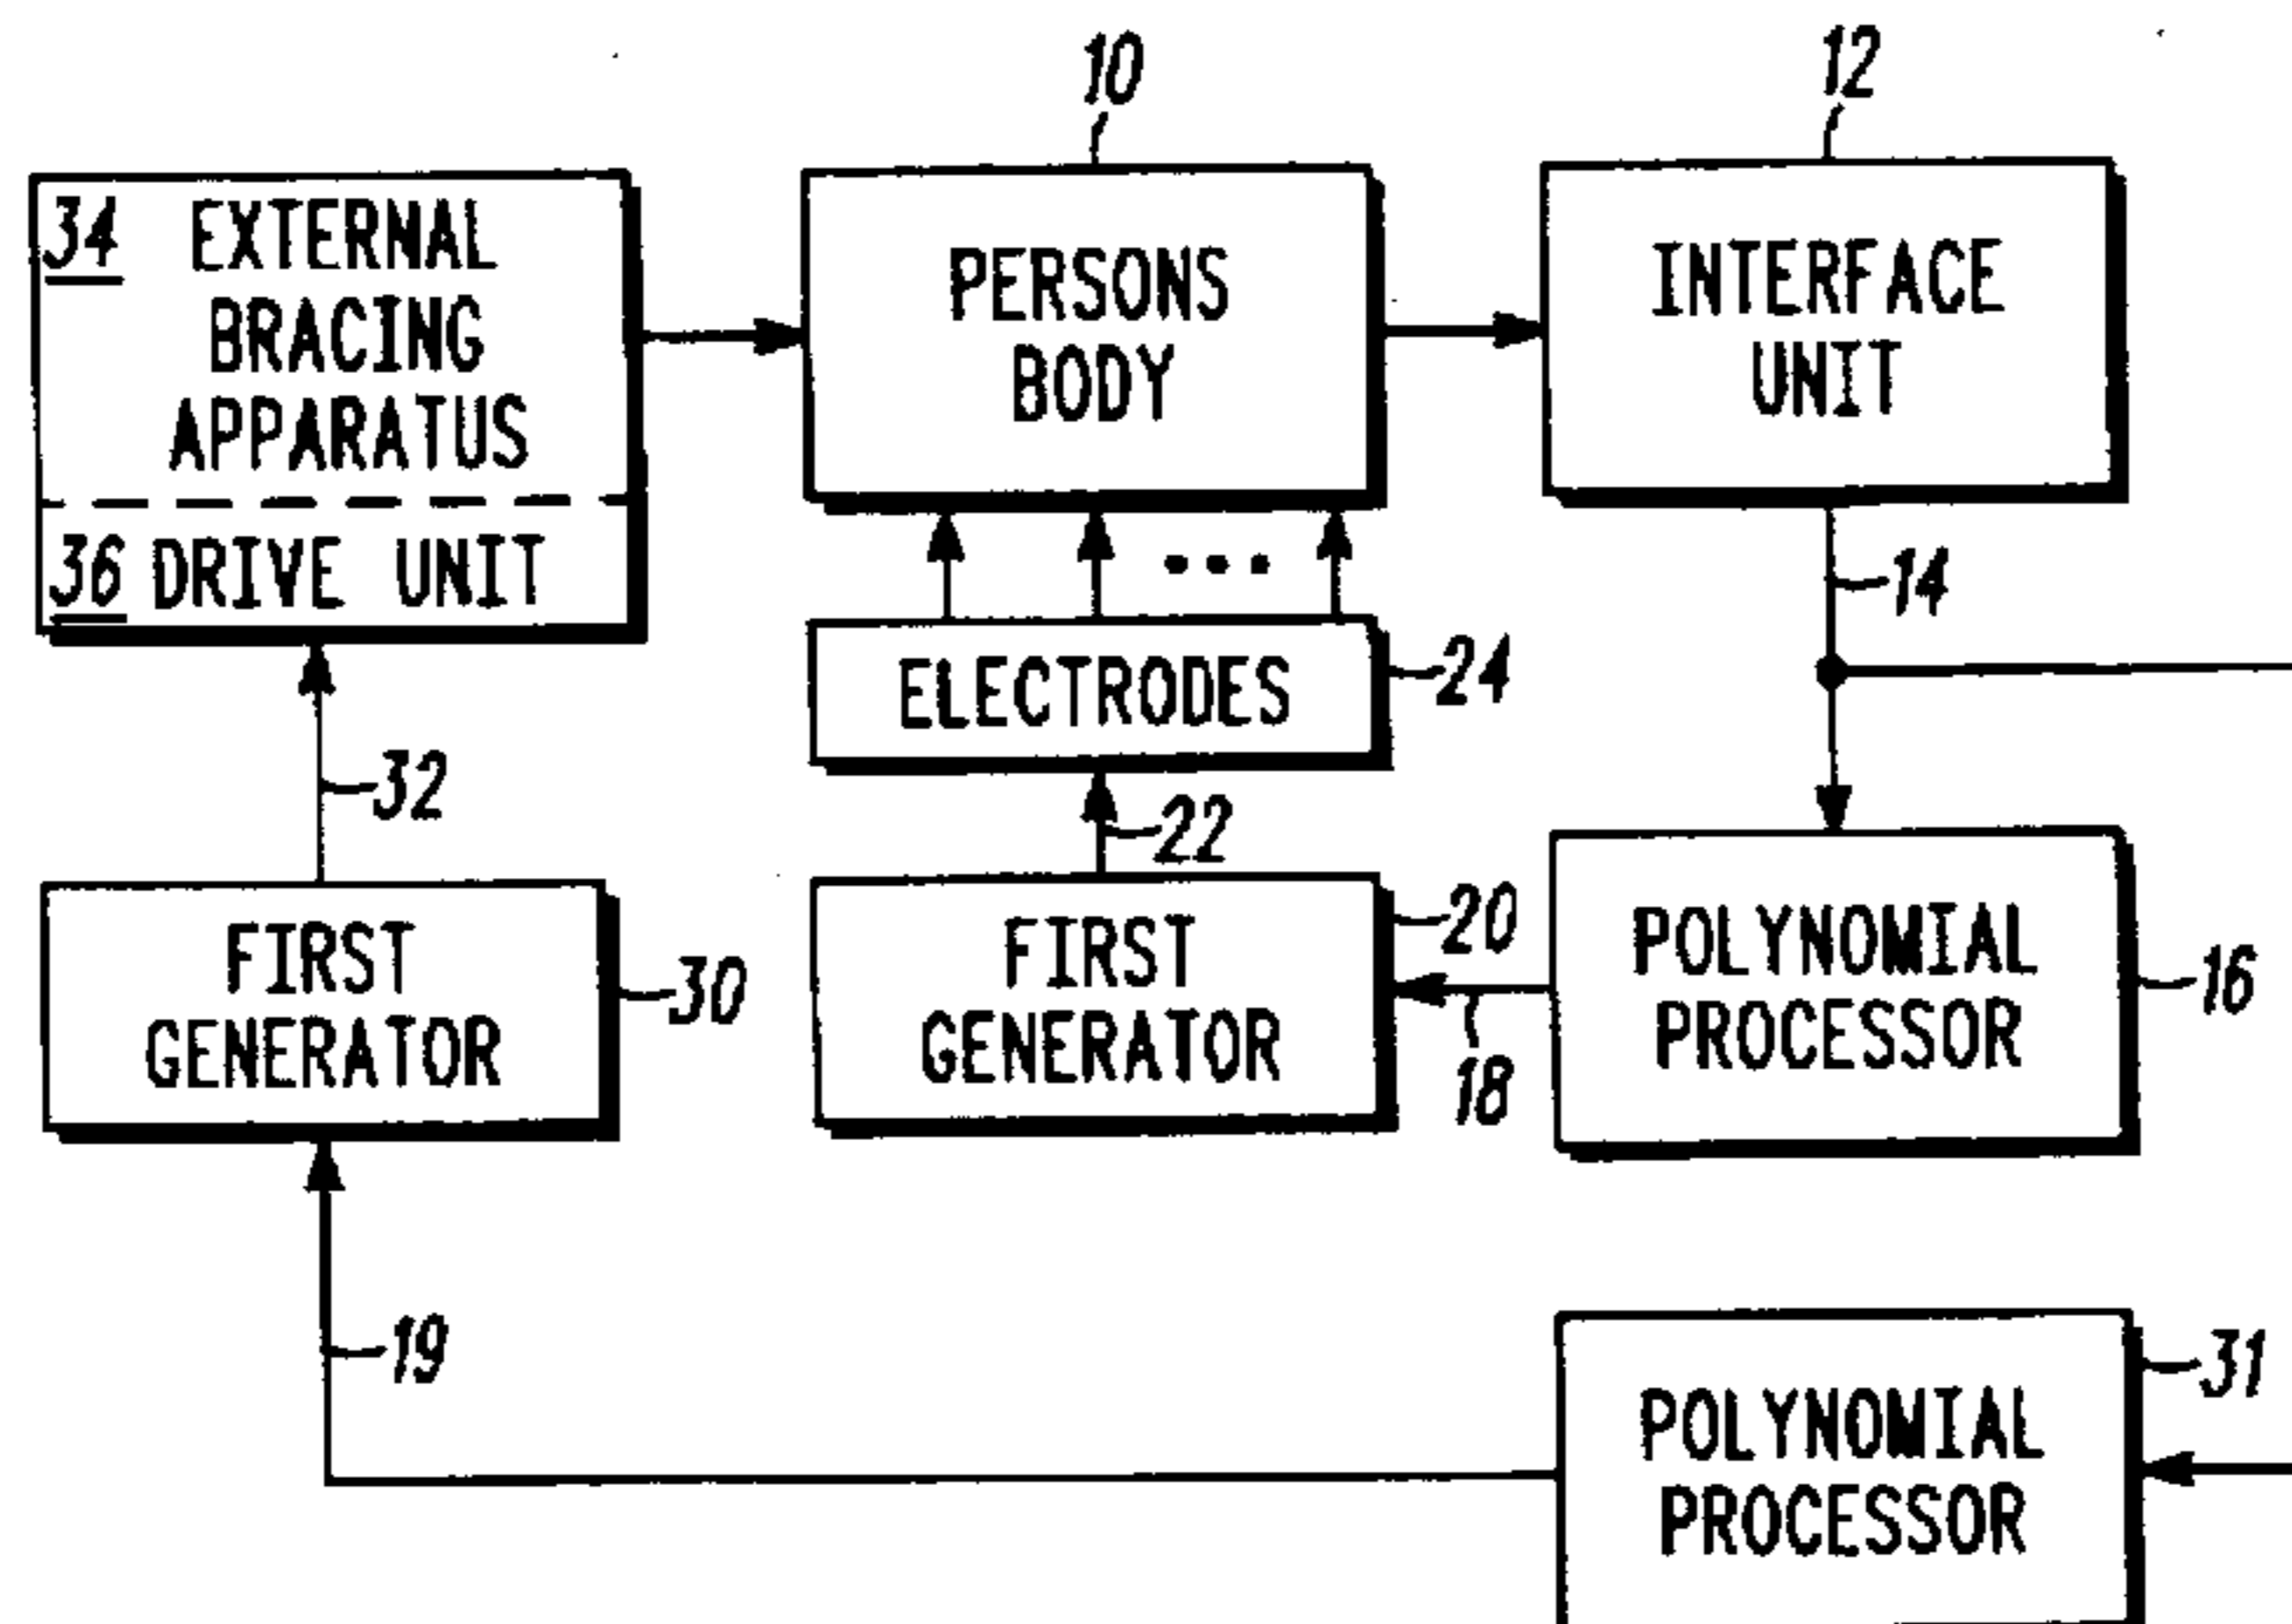 10
12
34 EXTERNAL
BRACING
APPARATUS
36 DRIVE UNIT
PERSONS
BODY
INTERFACE
UNIT
14
ELECTRODES
24
32
22
FIRST
GENERATOR
30
FIRST
GENERATOR
20
18
POLYNOMIAL
PROCESSOR
16
19
POLYNOMIAL
PROCESSOR
31